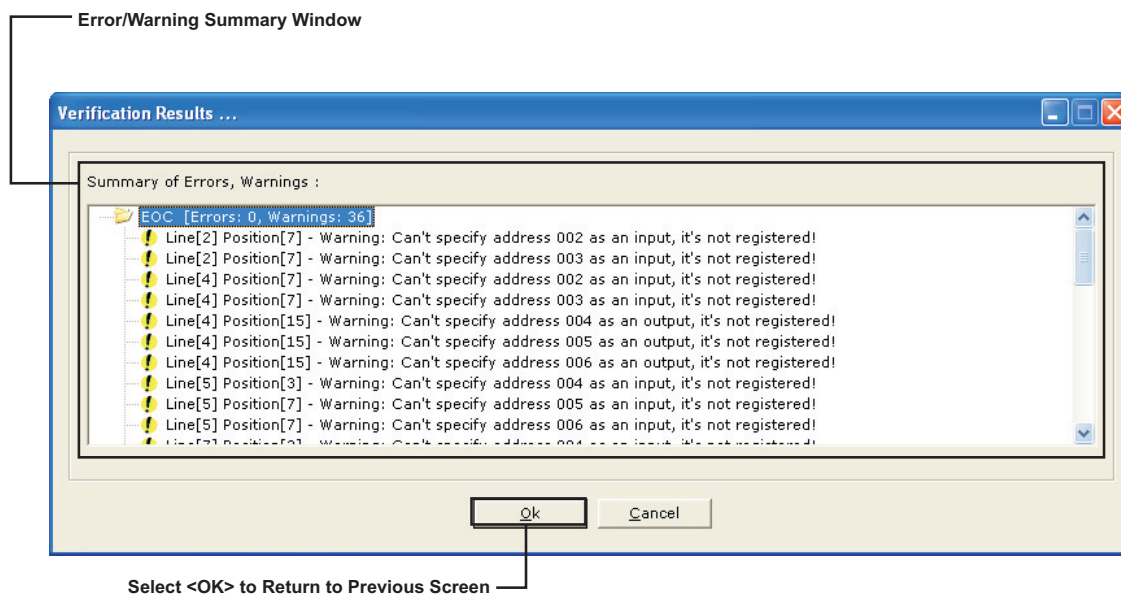 Error/Warning Summary Window
Verification Results ...
Summary of Errors, Warnings :
EOC [Errors: 0, Warnings: 36]
Line[2] Position[7] - Warning: Can't specify address 002 as an input, it's not registered!
Line[2] Position[7] - Warning: Can't specify address 003 as an input, it's not registered!
Line[4] Position[7] - Warning: Can't specify address 002 as an input, it's not registered!
Line[4] Position[7] - Warning: Can't specify address 003 as an input, it's not registered!
Line[4] Position[15] - Warning: Can't specify address 004 as an output, it's not registered!
Line[4] Position[15] - Warning: Can't specify address 005 as an output, it's not registered!
Line[4] Position[15] - Warning: Can't specify address 006 as an output, it's not registered!
Line[5] Position[3] - Warning: Can't specify address 004 as an input, it's not registered!
Line[5] Position[7] - Warning: Can't specify address 005 as an input, it's not registered!
Line[5] Position[7] - Warning: Can't specify address 006 as an input, it's not registered!
Ok
Cancel
Select <OK> to Return to Previous Screen